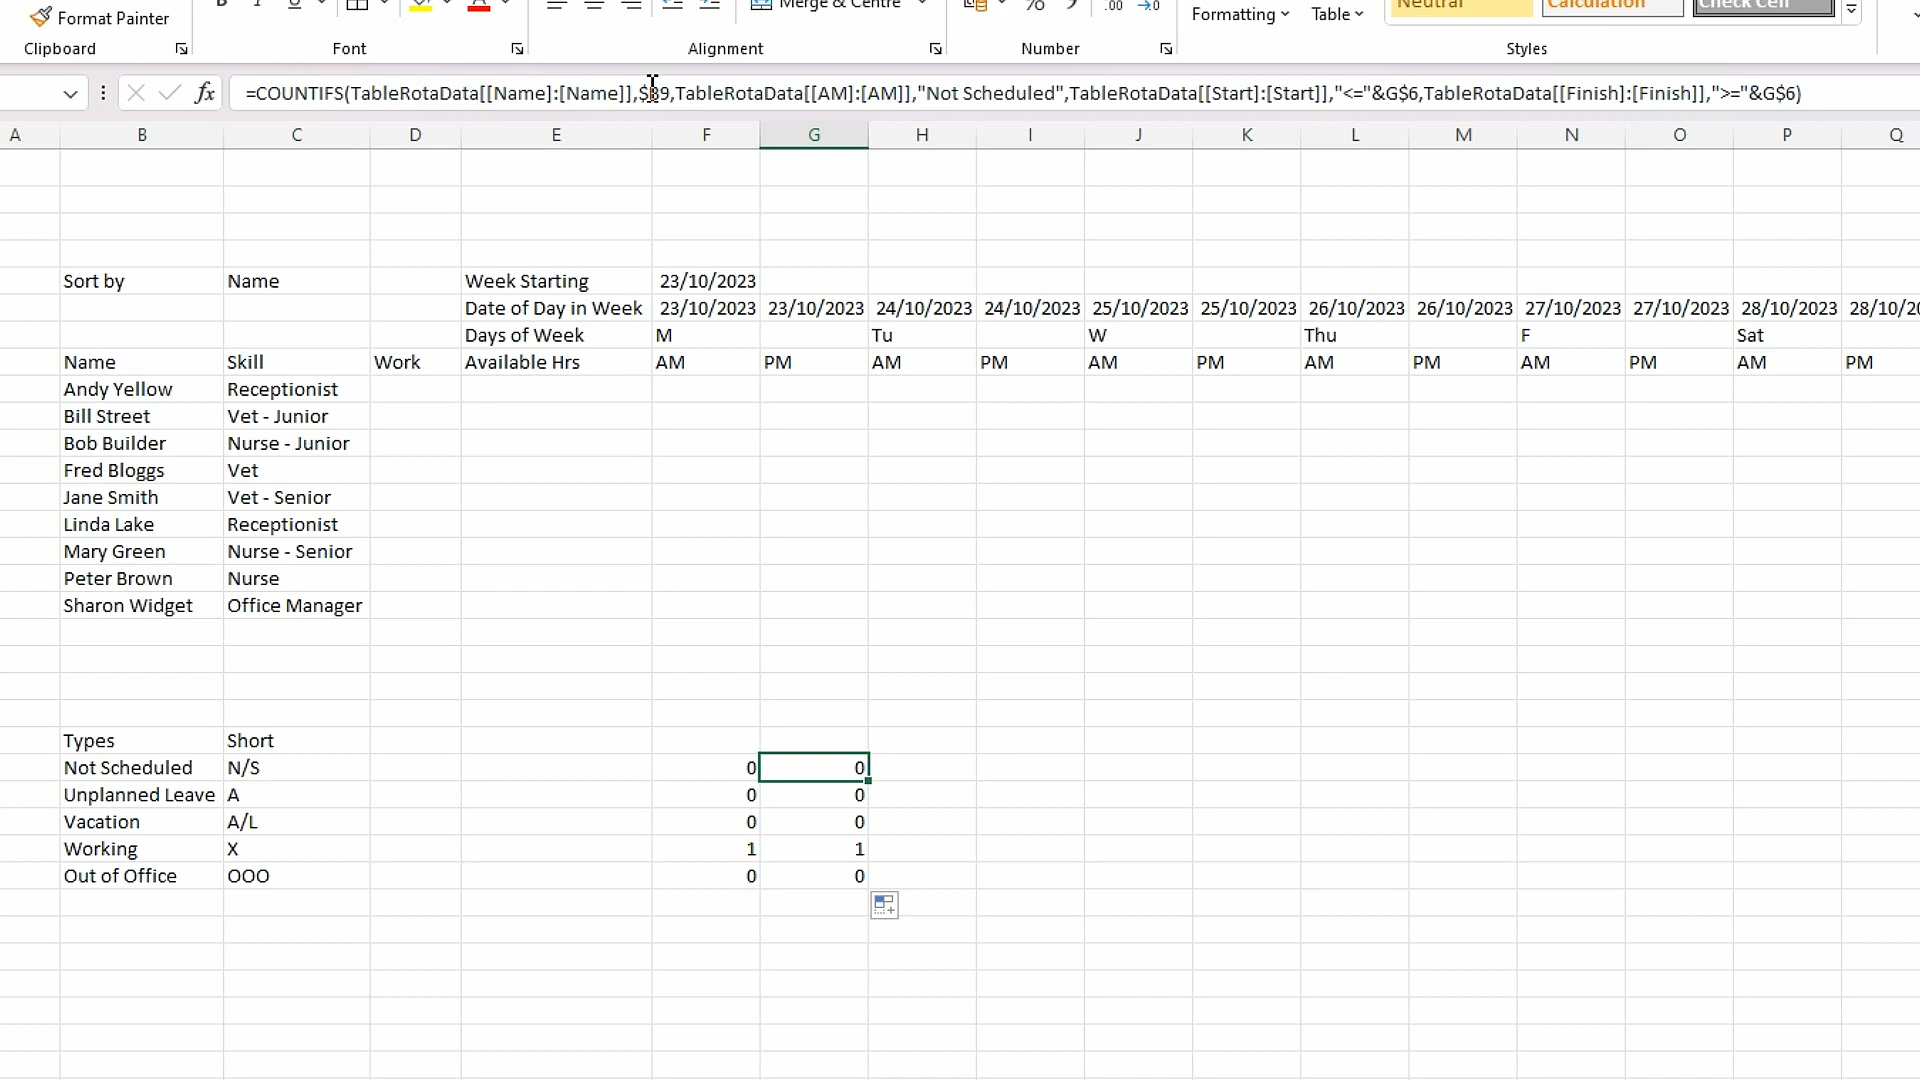 B I U Merge & Centre % .00 →0 Neutral Calculation Check Cell
Format Painter Formatting Table
Clipboard Font Alignment Number Styles
fx =COUNTIFS(TableRotaData[[Name]:[Name]],$B9,TableRotaData[[AM]:[AM]],"Not Scheduled",TableRotaData[[Start]:[Start]],"<="&G$6,TableRotaData[[Finish]:[Finish]],">="&G$6)
A B C D E F G H I J K L M N O P Q
Sort by Name Week Starting 23/10/2023
Date of Day in Week 23/10/2023 23/10/2023 24/10/2023 24/10/2023 25/10/2023 25/10/2023 26/10/2023 26/10/2023 27/10/2023 27/10/2023 28/10/2023 28/10/20
Days of Week M Tu W Thu F Sat
Name Skill Work Available Hrs AM PM AM PM AM PM AM PM AM PM AM PM
Andy Yellow Receptionist
Bill Street Vet - Junior
Bob Builder Nurse - Junior
Fred Bloggs Vet
Jane Smith Vet - Senior
Linda Lake Receptionist
Mary Green Nurse - Senior
Peter Brown Nurse
Sharon Widget Office Manager
Types Short
Not Scheduled N/S 0 0
Unplanned Leave A 0 0
Vacation A/L 0 0
Working X 1 1
Out of Office OOO 0 0